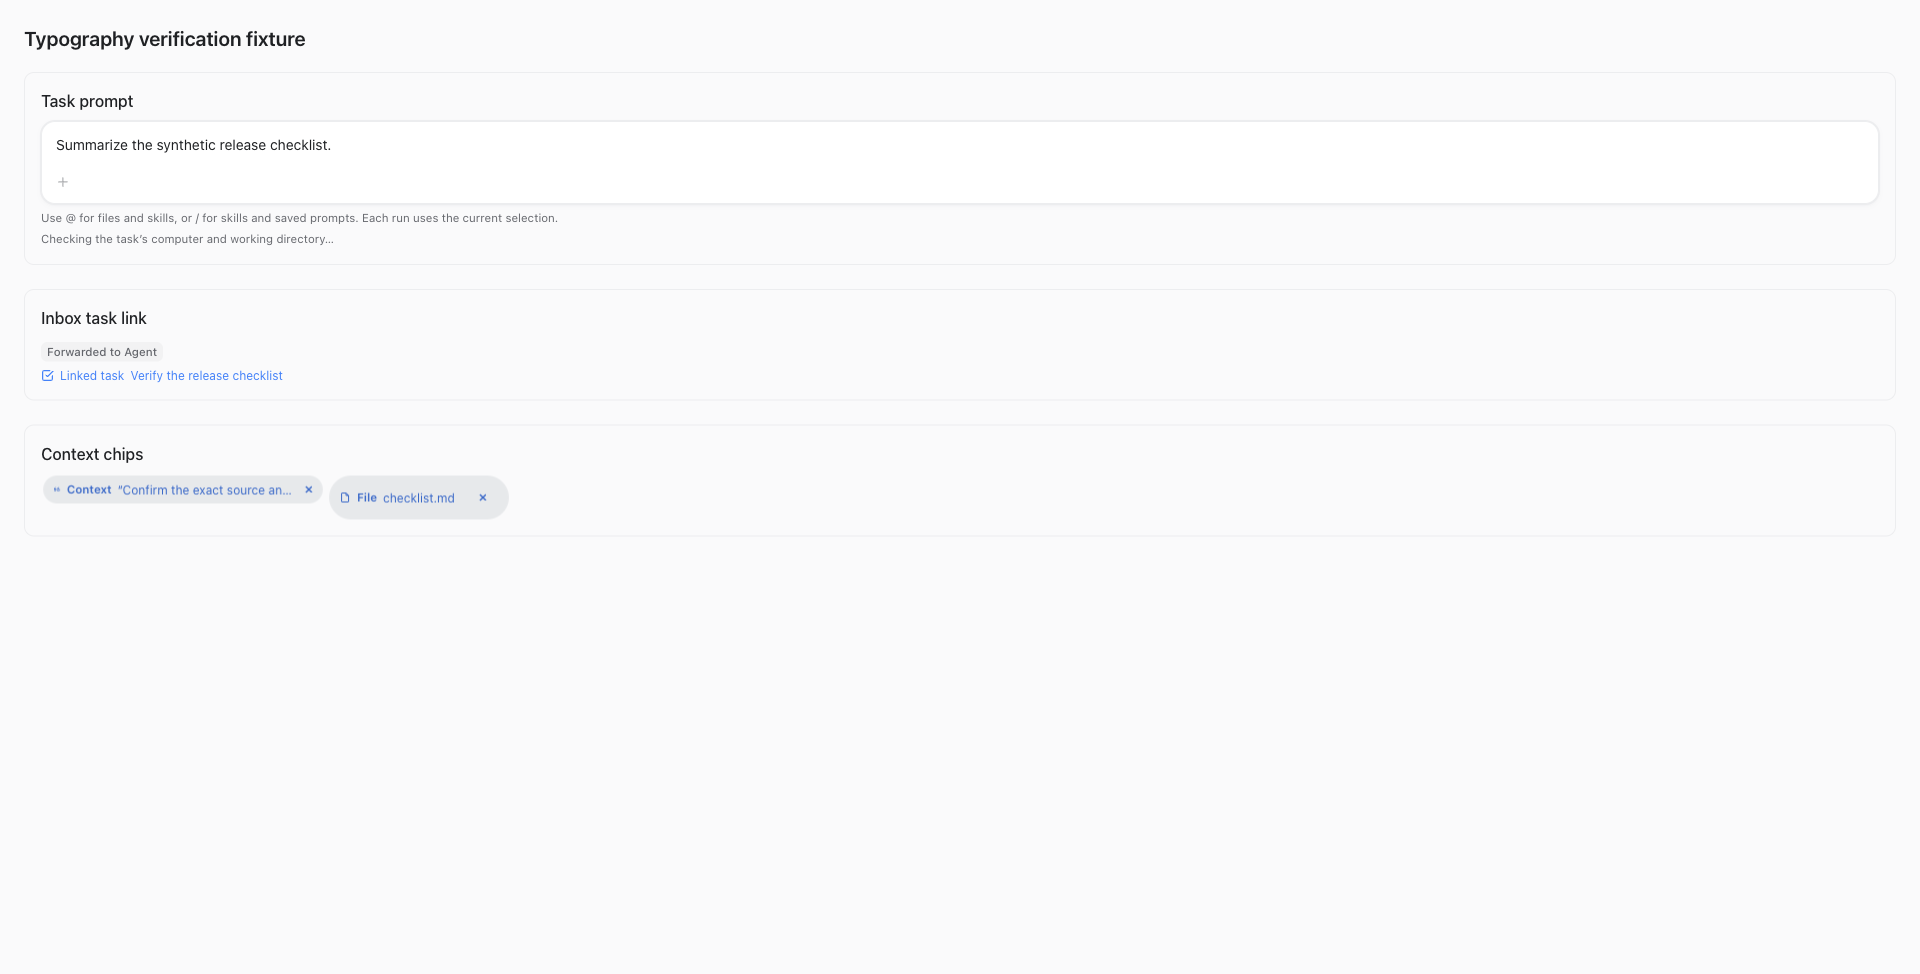 Typography verification fixture
Task prompt
Summarize the synthetic release checklist.
Use @ for files and skills, or / for skills and saved prompts. Each run uses the current selection.
Checking the task's computer and working directory...
Inbox task link
Forwarded to Agent
Linked task Verify the release checklist
Context chips
Context “Confirm the exact source an...
File checklist.md